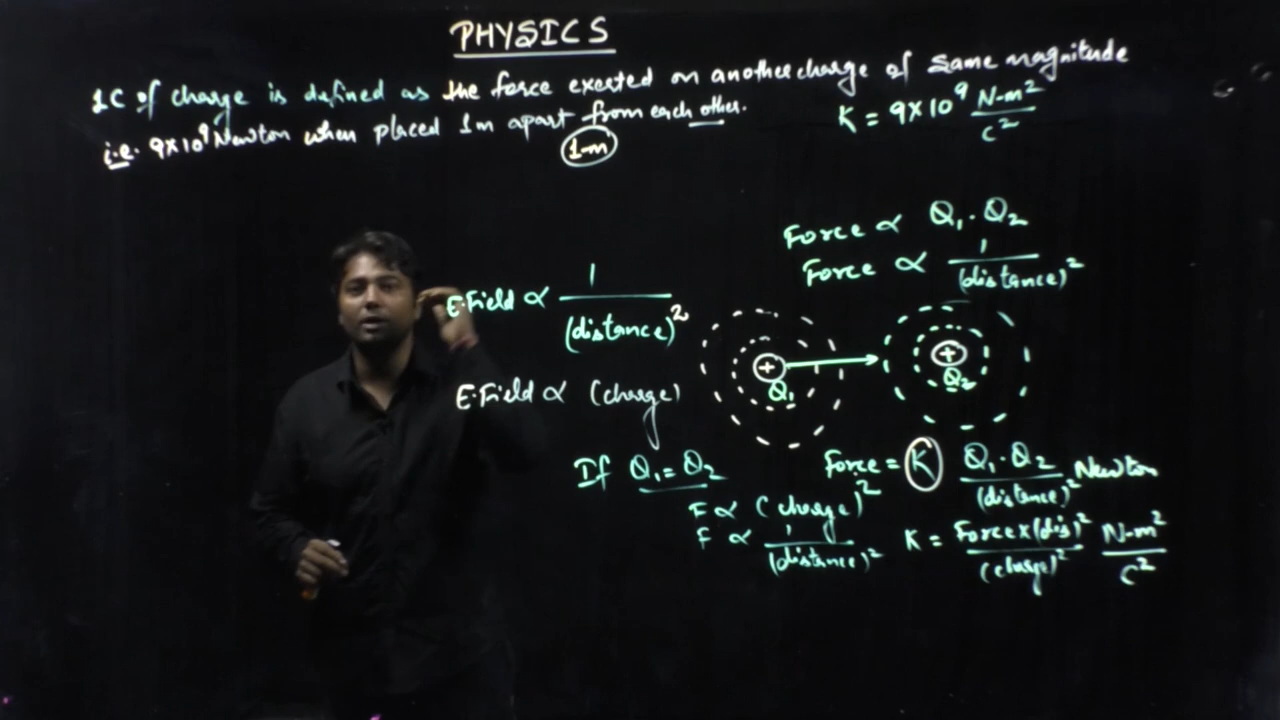 PHYSICS
1C of charge is defined as the force exerted on another charge of same magnitude
i.e. 9×10⁹ Newton when placed 1m apart from each other.
1-m
K = 9×10⁹ N-m²/C²
Force ∝ Q₁·Q₂
Force ∝ 1/(distance)²
E.Field ∝ 1/(distance)²
+ Q₁
+ Q₂
E.Field ∝ (charge)
If Q₁=Q₂
Force = K Q₁·Q₂/(distance)² Newton
F ∝ (charge)²
F ∝ 1/(distance)²
K = Force×(dis)²/(charge)² N-m²/C²